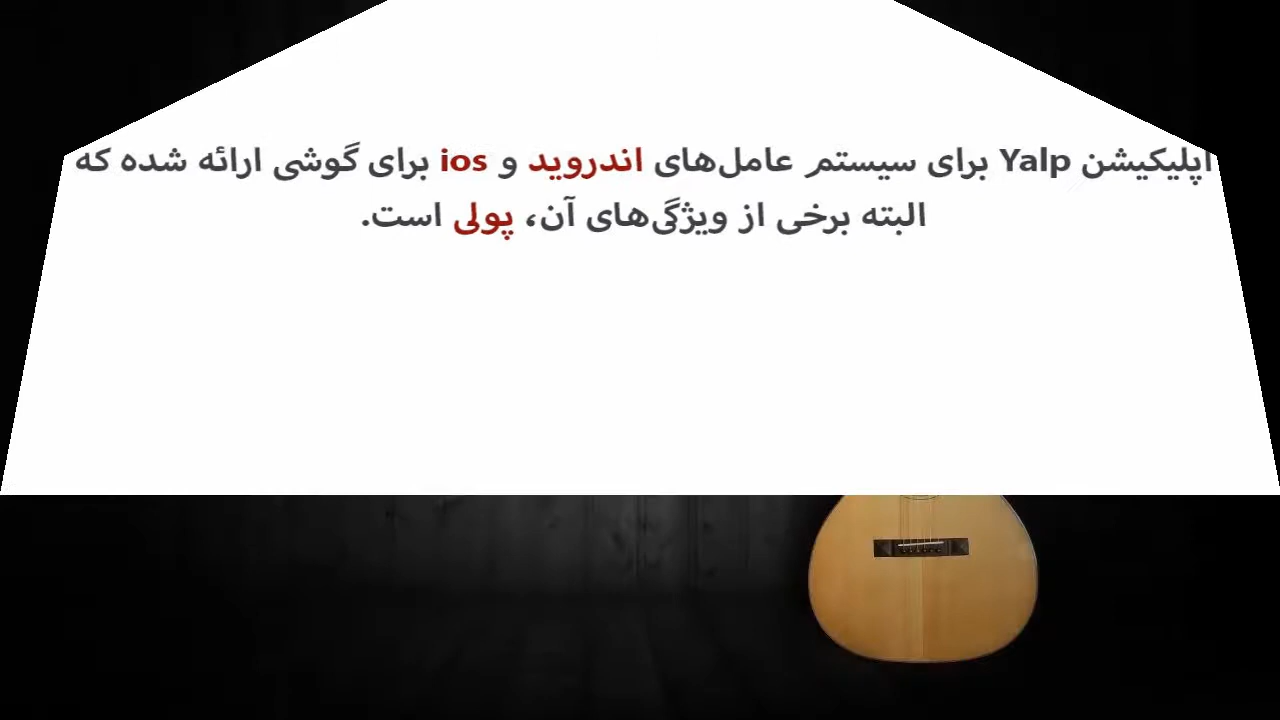 اپلیکیشن Yalp برای سیستم عامل‌های اندروید و ios برای گوشی ارائه شده که
البته برخی از ویژگی‌های آن، پولی است.